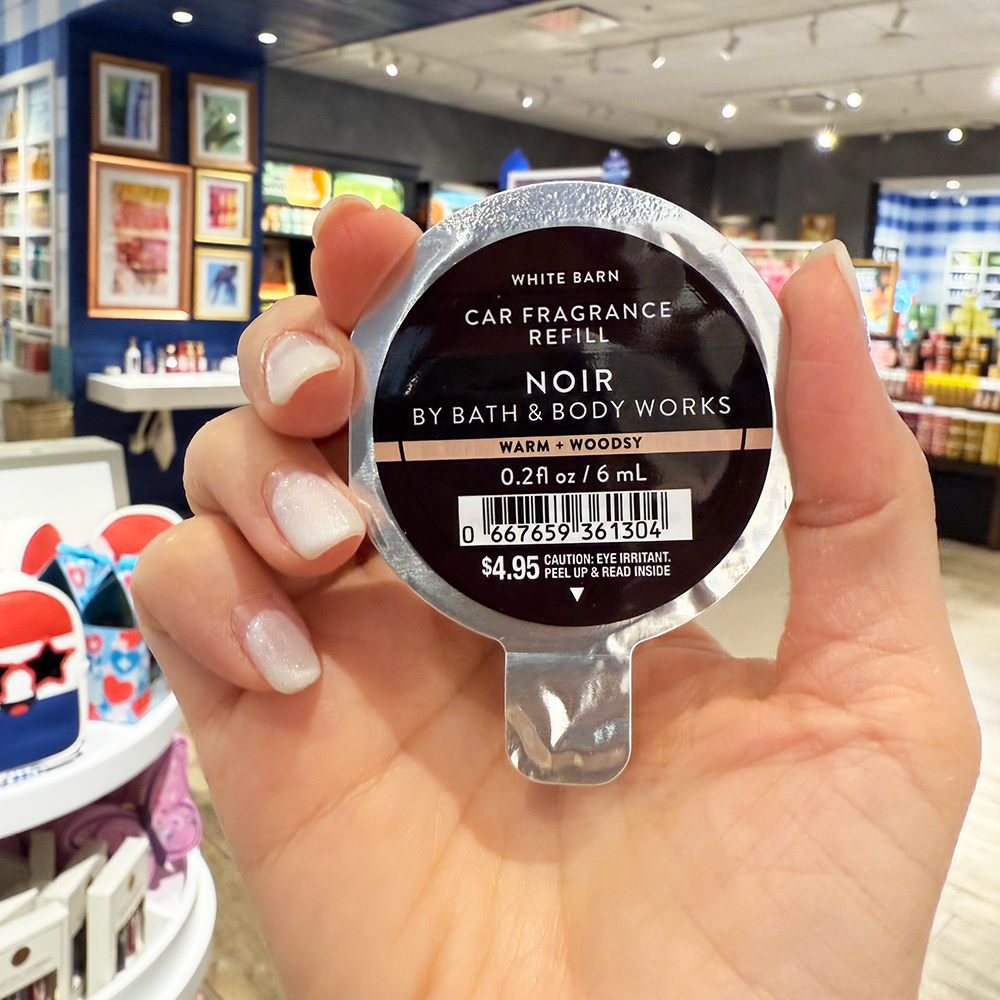 WHITE BARN
CAR FRAGRANCE
REFILL
NOIR
BY BATH & BODY WORKS
WARM + WOODSY
0.2fl oz / 6 mL
0 667659 361304
$4.95 CAUTION: EYE IRRITANT.
PEEL UP & READ INSIDE